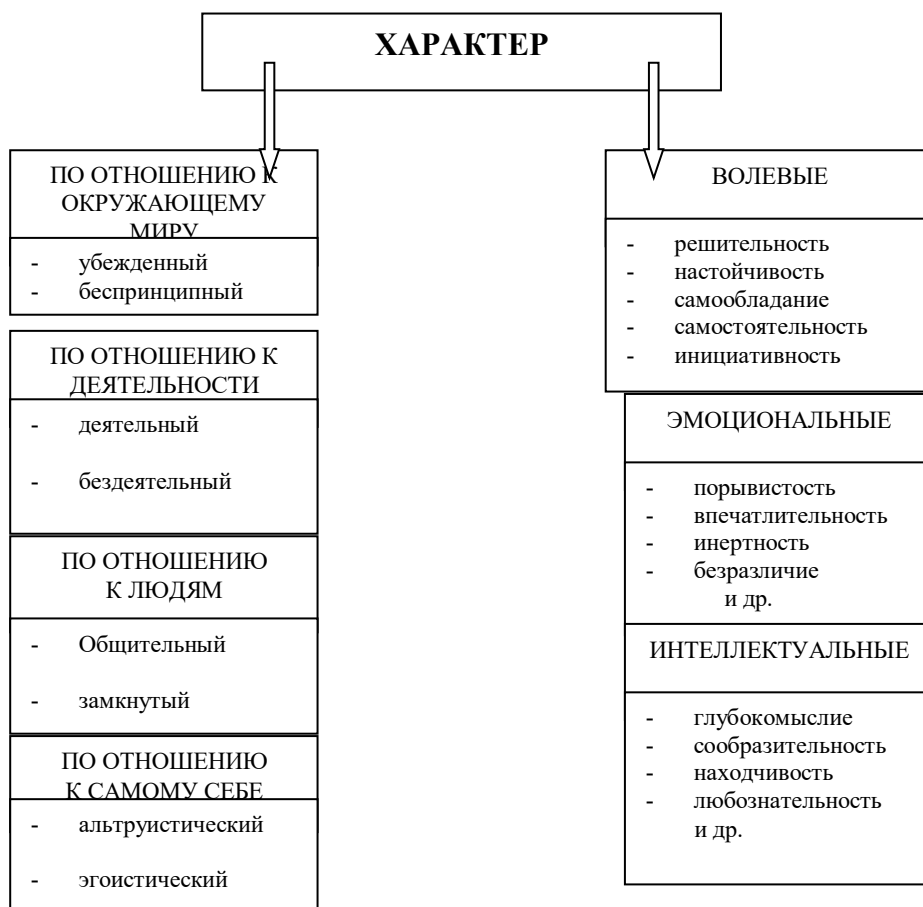 ХАРАКТЕР
ПО ОТНОШЕНИЮ К
ОКРУЖАЮЩЕМУ
МИРУ
- убежденный
- беспринципный
ПО ОТНОШЕНИЮ К
ДЕЯТЕЛЬНОСТИ
- деятельный
- бездеятельный
ПО ОТНОШЕНИЮ
К ЛЮДЯМ
- Общительный
- замкнутый
ПО ОТНОШЕНИЮ
К САМОМУ СЕБЕ
- альтруистический
- эгоистический
ВОЛЕВЫЕ
- решительность
- настойчивость
- самообладание
- самостоятельность
- инициативность
ЭМОЦИОНАЛЬНЫЕ
- порывистость
- впечатлительность
- инертность
- безразличие
и др.
ИНТЕЛЛЕКТУАЛЬНЫЕ
- глубокомыслие
- сообразительность
- находчивость
- любознательность
и др.